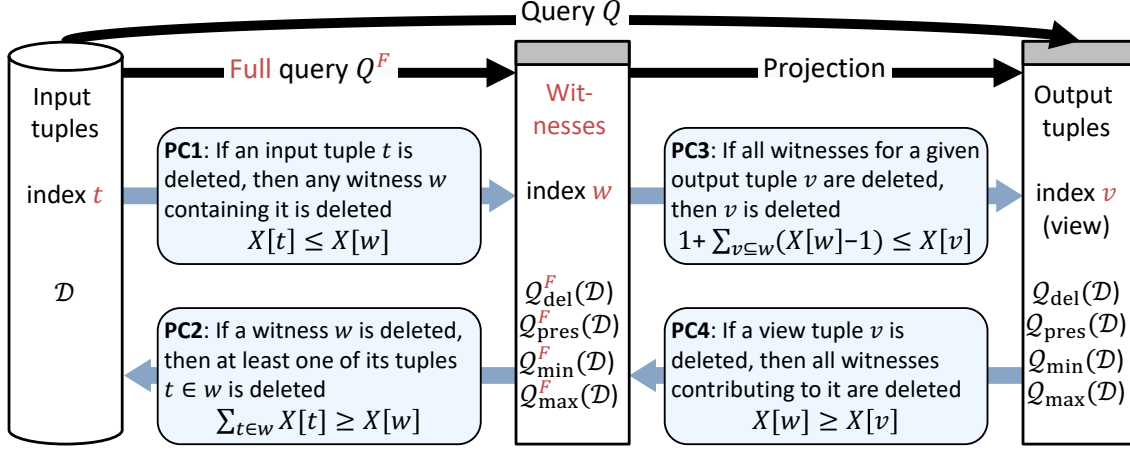 Query Q
Full query Q^F
Projection
Input
tuples
index t
𝒟
PC1: If an input tuple t is
deleted, then any witness w
containing it is deleted
X[t] ≤ X[w]
PC2: If a witness w is deleted,
then at least one of its tuples
t ∈ w is deleted
∑_{t∈w} X[t] ≥ X[w]
Wit-
nesses
index w
𝒬^F_del(𝒟)
𝒬^F_pres(𝒟)
𝒬^F_min(𝒟)
𝒬^F_max(𝒟)
PC3: If all witnesses for a given
output tuple v are deleted,
then v is deleted
1+ ∑_{v⊆w}(X[w]−1) ≤ X[v]
PC4: If a view tuple v is
deleted, then all witnesses
contributing to it are deleted
X[w] ≥ X[v]
Output
tuples
index v
(view)
𝒬_del(𝒟)
𝒬_pres(𝒟)
𝒬_min(𝒟)
𝒬_max(𝒟)